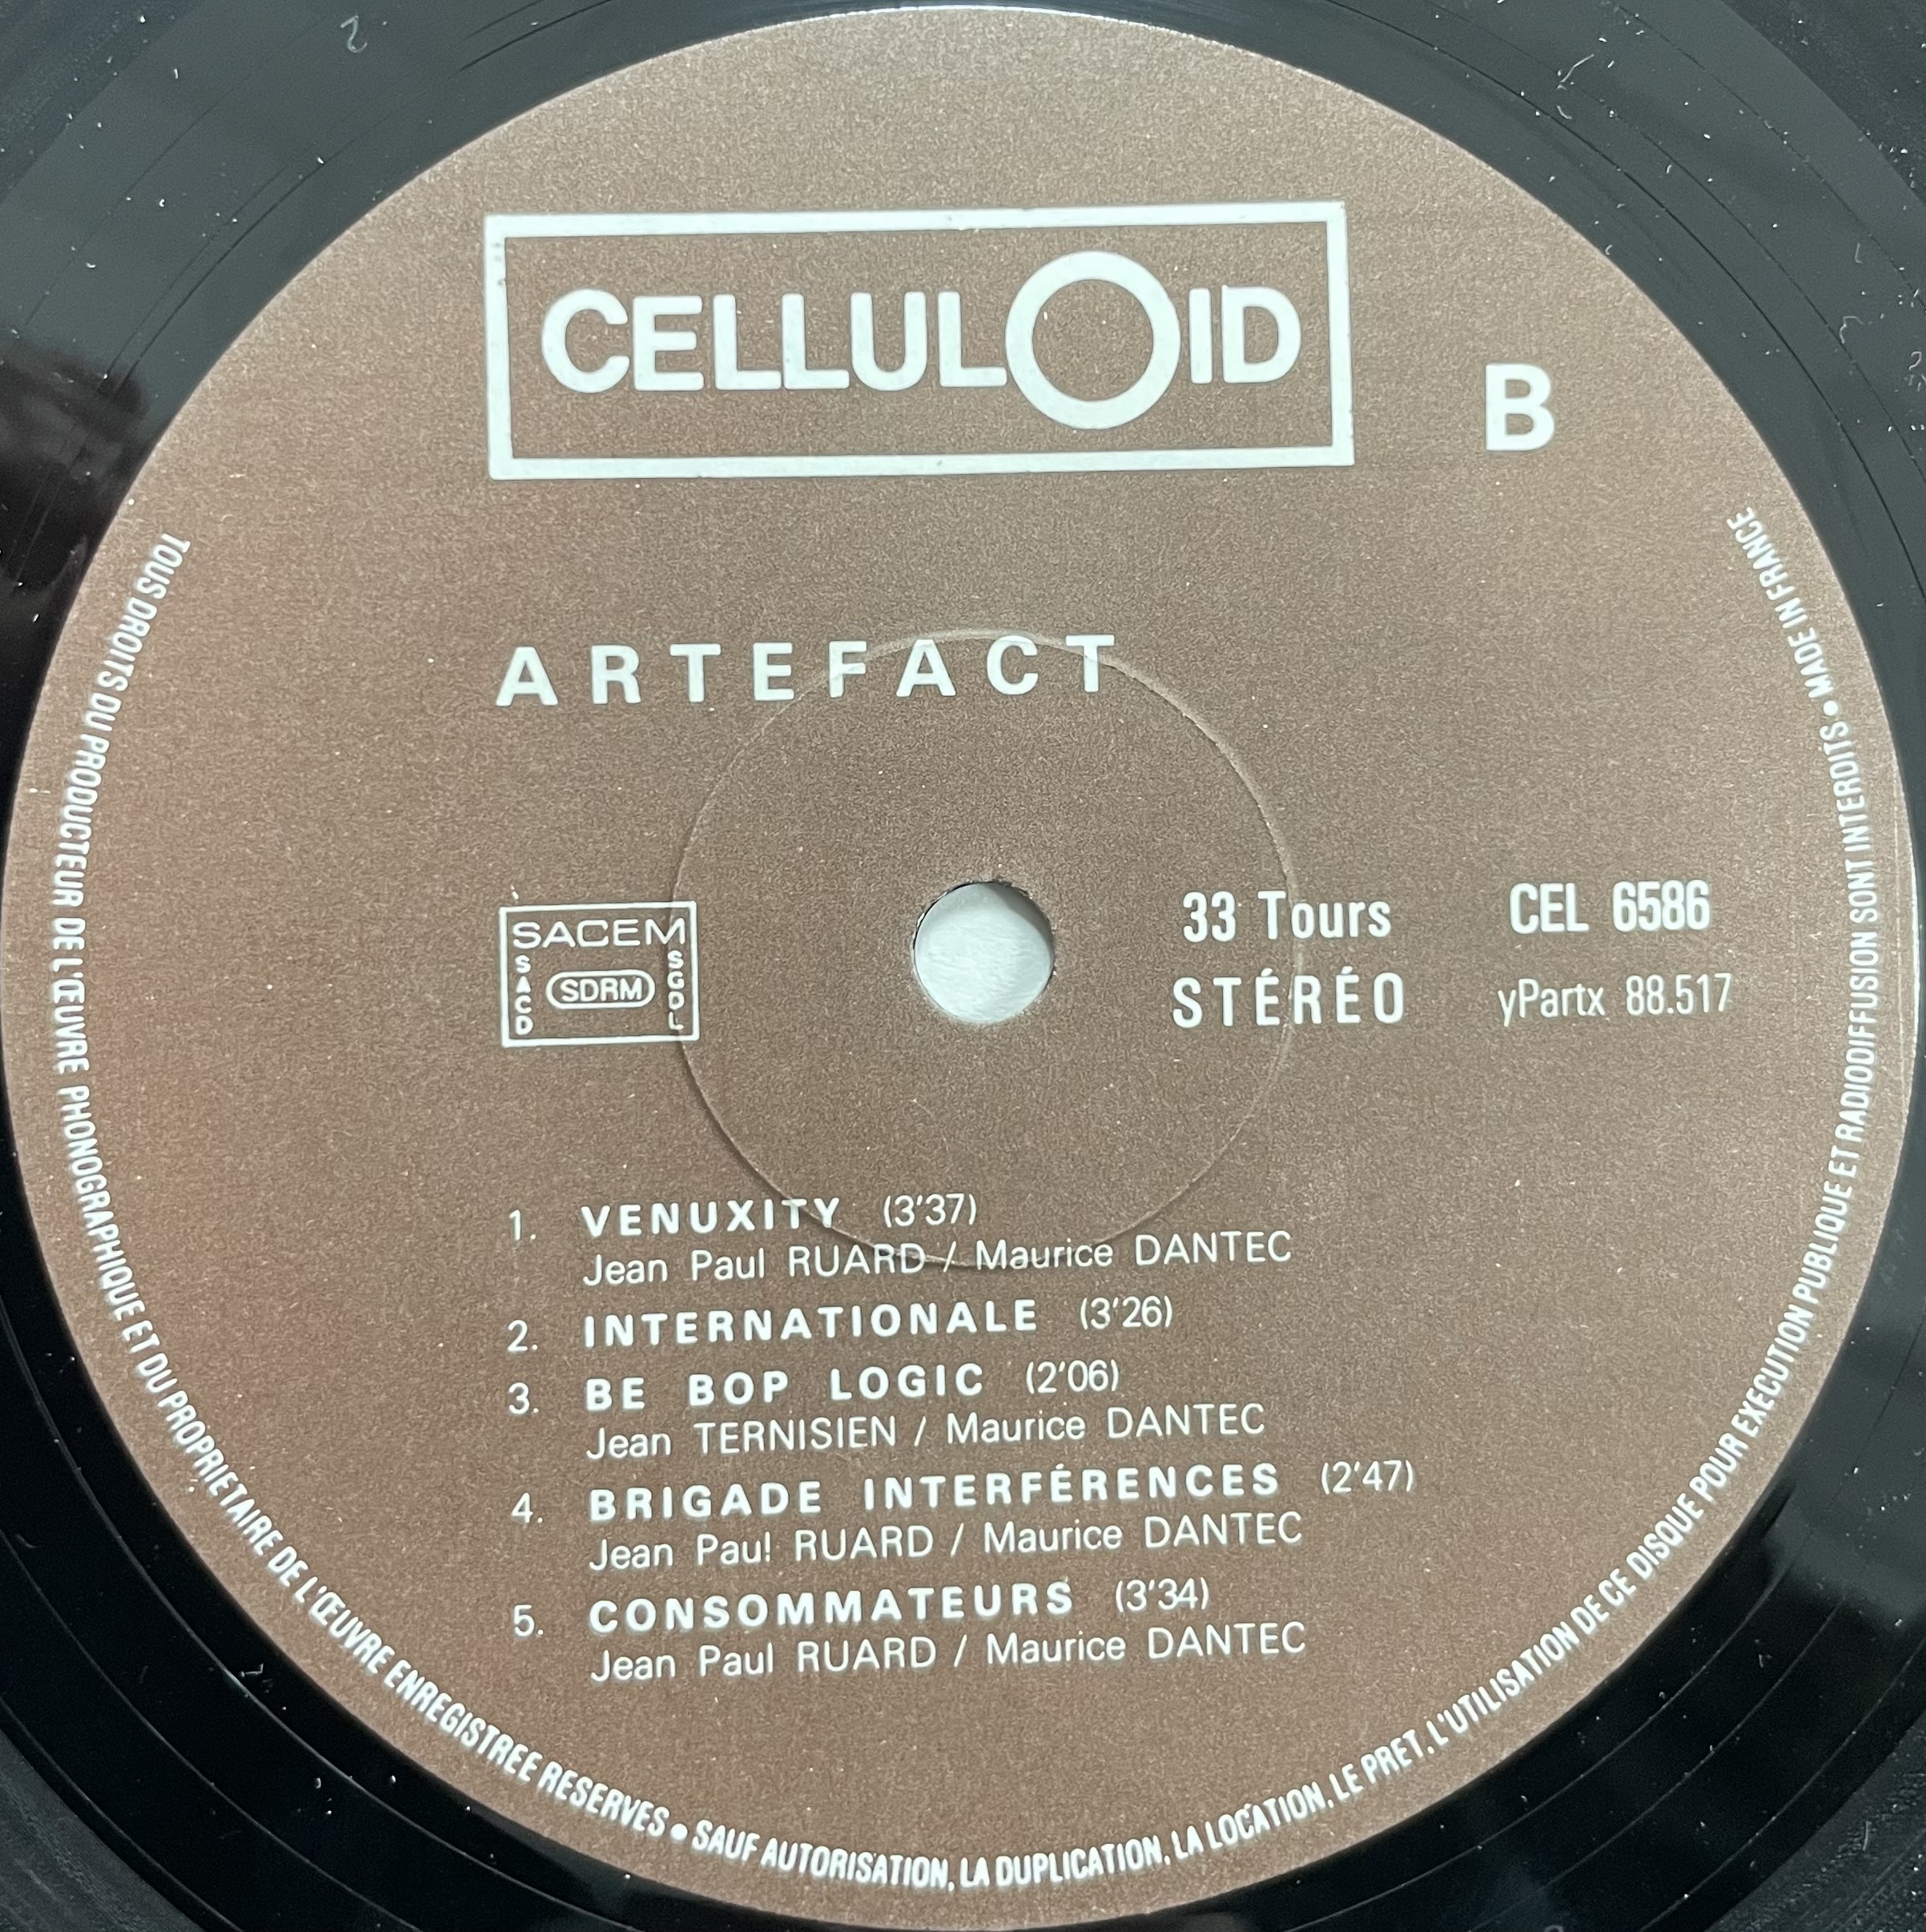 CELLULOID
B
ARTEFACT
SACEM
SACD
SDRM
SGDL
33 Tours
STÉRÉO
CEL 6586
yPartx 88.517
1. VENUXITY (3'37)
Jean Paul RUARD / Maurice DANTEC
2. INTERNATIONALE (3'26)
3. BE BOP LOGIC (2'06)
Jean TERNISIEN / Maurice DANTEC
4. BRIGADE INTERFÉRENCES (2'47)
Jean Paul RUARD / Maurice DANTEC
5. CONSOMMATEURS (3'34)
Jean Paul RUARD / Maurice DANTEC
TOUS DROITS DU PRODUCTEUR DE L'ŒUVRE PHONOGRAPHIQUE ET DU PROPRIETAIRE DE L'ŒUVRE ENREGISTREE RESERVES • SAUF AUTORISATION, LA DUPLICATION, LA LOCATION, LE PRET, L'UTILISATION DE CE DISQUE POUR EXECUTION PUBLIQUE ET RADIODIFFUSION SONT INTERDITS • MADE IN FRANCE